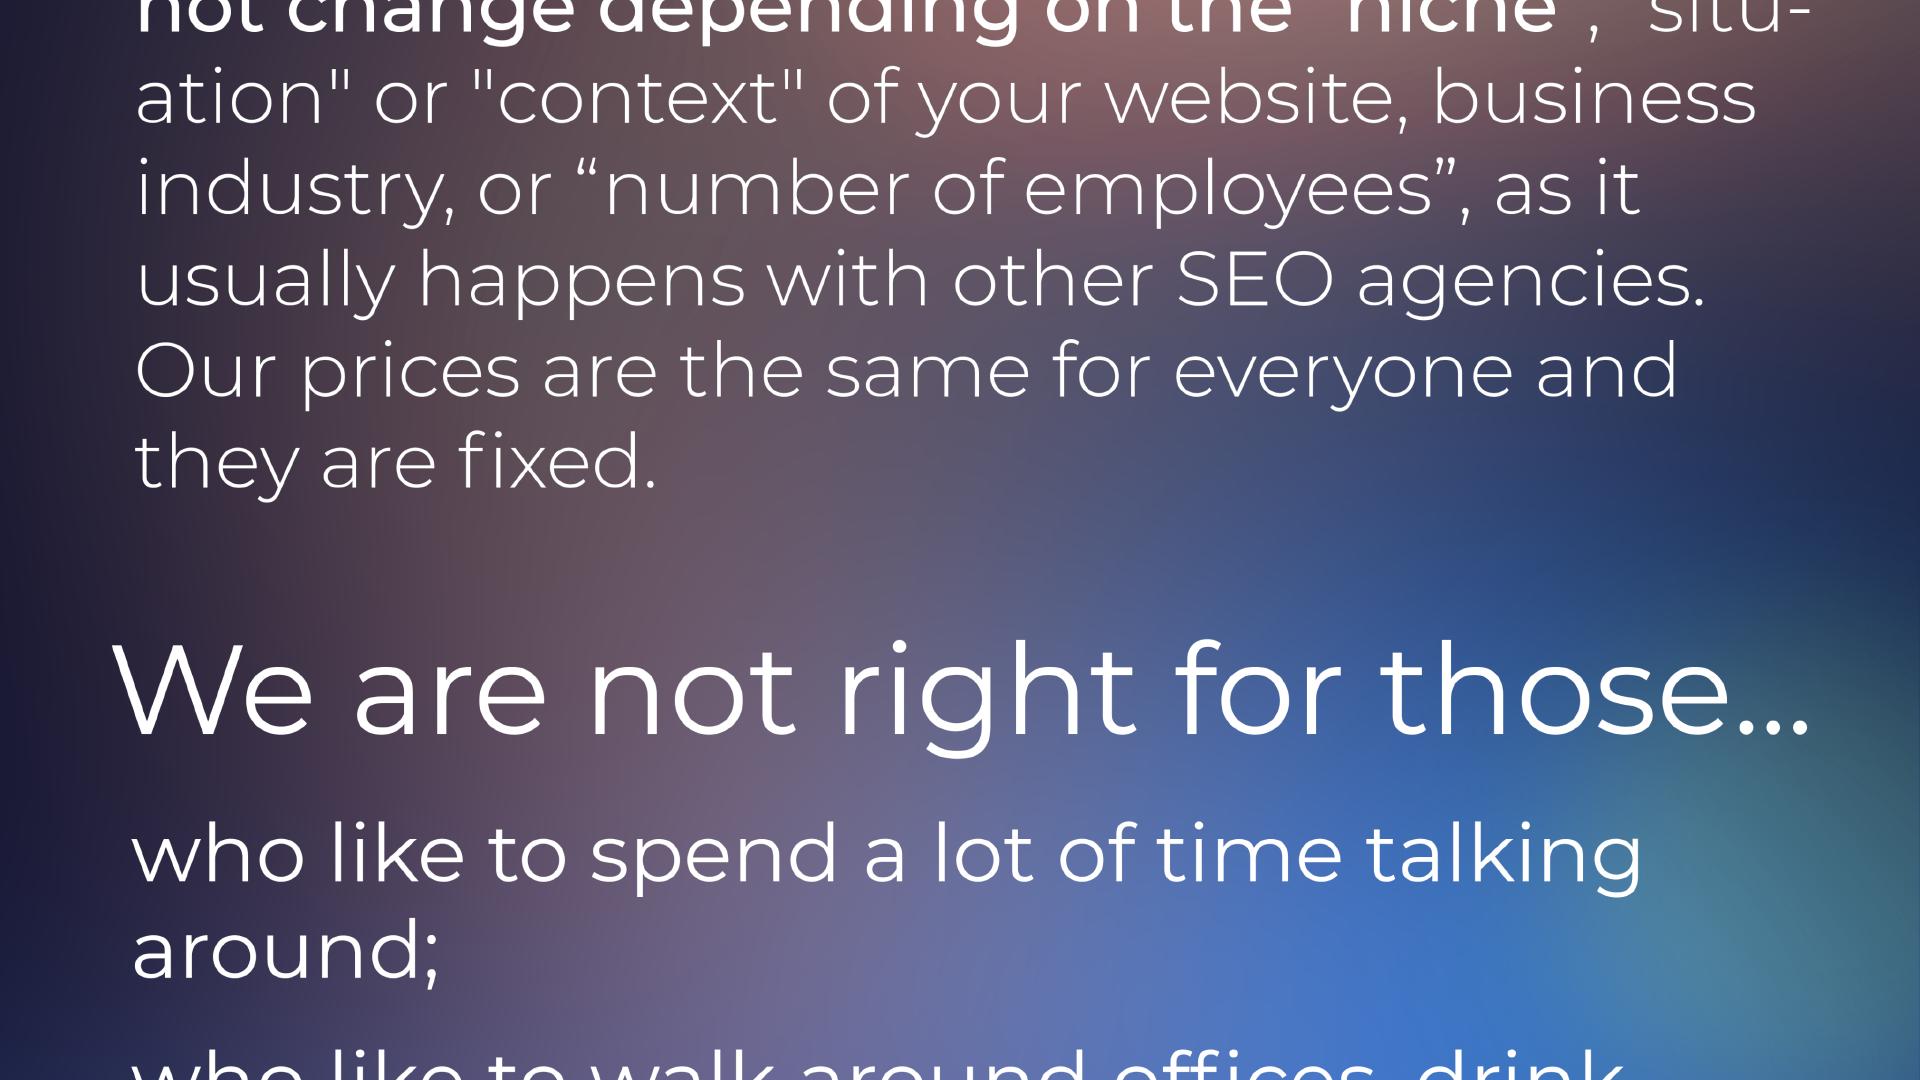 not change depending on the "niche", "situ-
ation" or "context" of your website, business
industry, or “number of employees”, as it
usually happens with other SEO agencies.
Our prices are the same for everyone and
they are fixed.
We are not right for those...
who like to spend a lot of time talking
around;
who like to walk around offices, drink